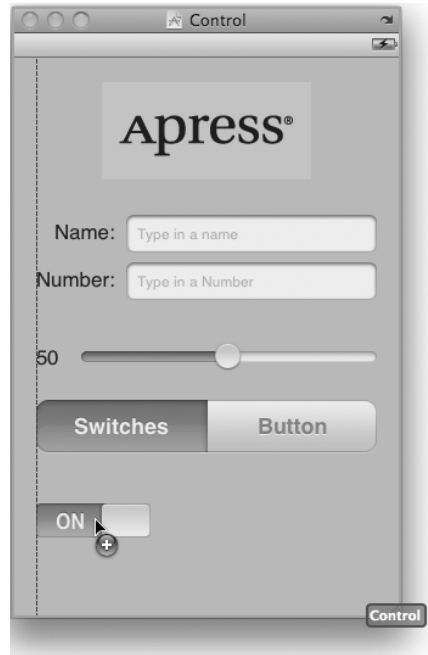 Control
Apress®
Name: Type in a name
Number: Type in a Number
50
Switches Button
ON
Control